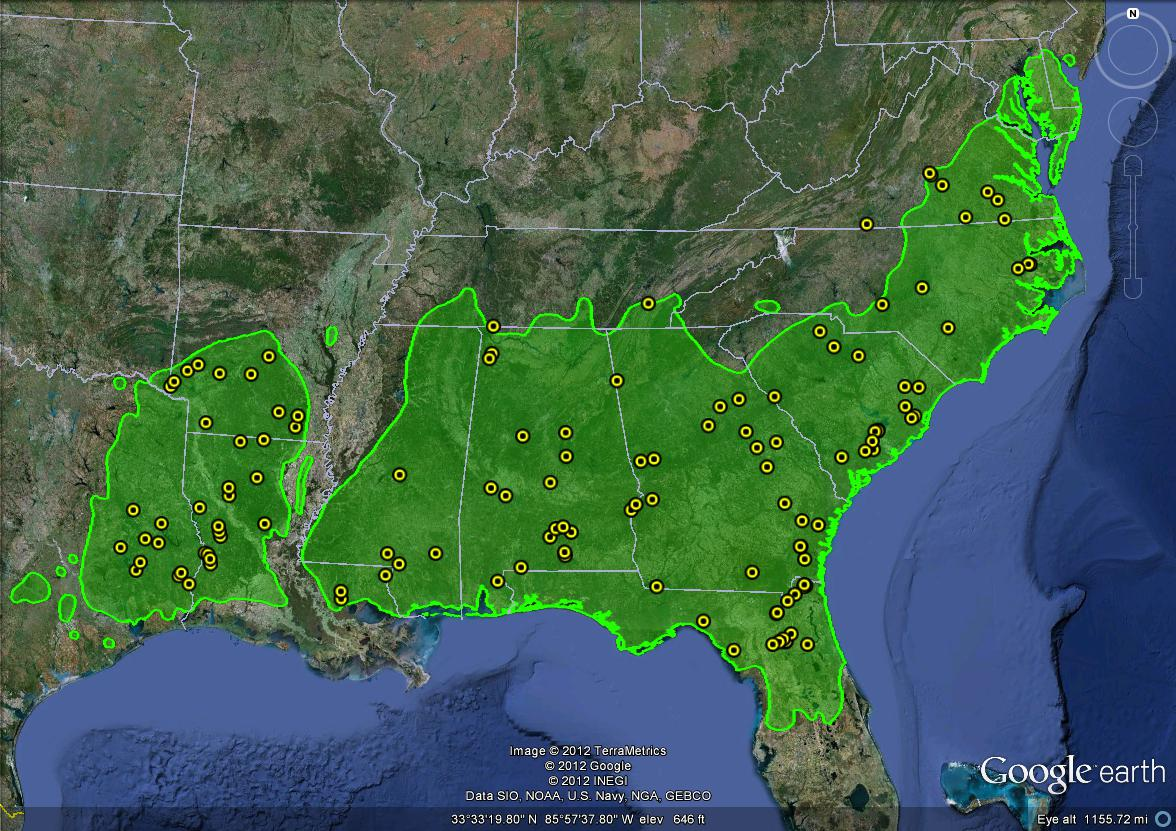 N
Image © 2012 TerraMetrics
© 2012 Google
© 2012 INEGI
Data SIO, NOAA, U.S. Navy, NGA, GEBCO
Google earth
33°33'19.80" N 85°57'37.80" W elev 646 ft
Eye alt 1155.72 mi